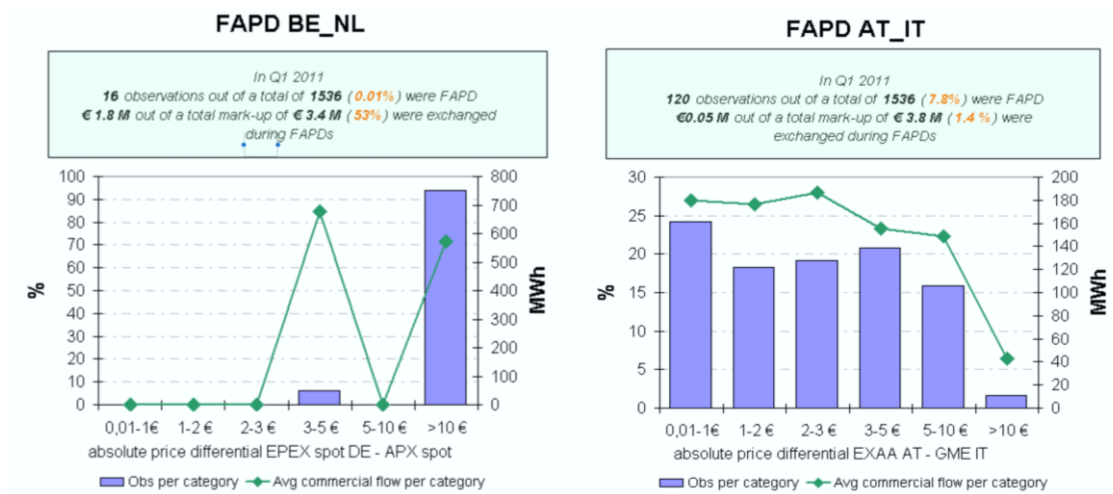 FAPD BE_NL
In Q1 2011
16 observations out of a total of 1536 (0.01%) were FAPD
€ 1.8 M out of a total mark-up of € 3.4 M (53%) were exchanged
during FAPDs
100
90
80
70
60
50
40
30
20
10
0
%
800
700
600
500
400
300
200
100
0
MWh
0,01-1€ 1-2 € 2-3 € 3-5 € 5-10 € >10 €
absolute price differential EPEX spot DE - APX spot
Obs per category Avg commercial flow per category
FAPD AT_IT
In Q1 2011
120 observations out of a total of 1536 (7.8%) were FAPD
€0.05 M out of a total mark-up of € 3.8 M (1.4 %) were
exchanged during FAPDs
30
25
20
15
10
5
0
%
200
180
160
140
120
100
80
60
40
20
0
MWh
0,01-1€ 1-2 € 2-3 € 3-5 € 5-10 € >10 €
absolute price differential EXAA AT - GME IT
Obs per category Avg commercial flow per category